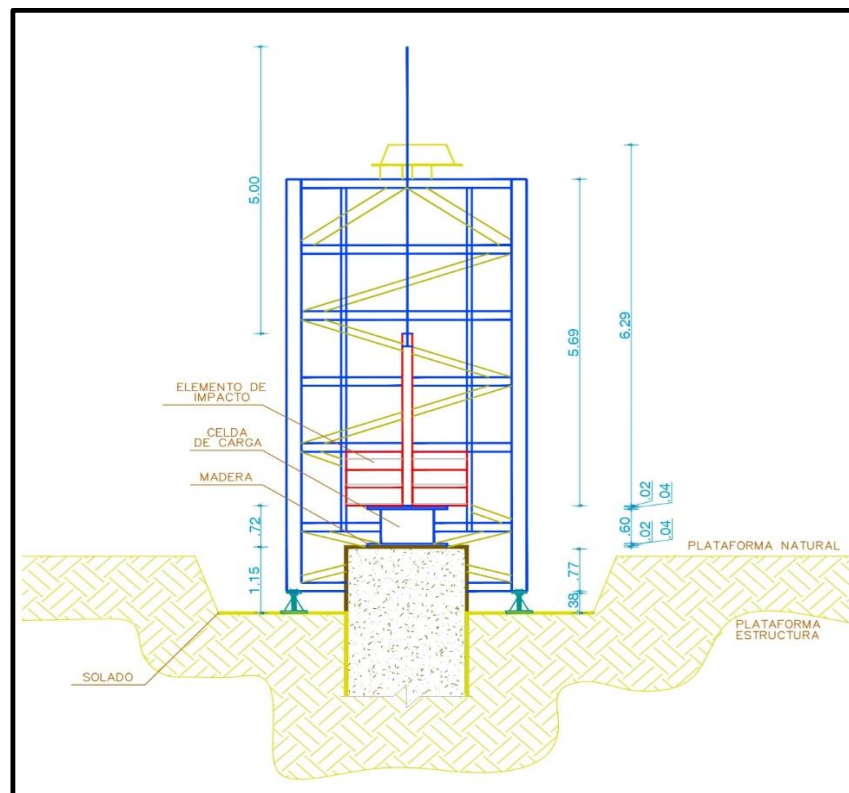 5.00
5.69
6.29
ELEMENTO DE
IMPACTO
CELDA
DE CARGA
MADERA
.72
1.15
.02
.04
.60
.02
.04
.77
.38
PLATAFORMA NATURAL
PLATAFORMA
ESTRUCTURA
SOLADO